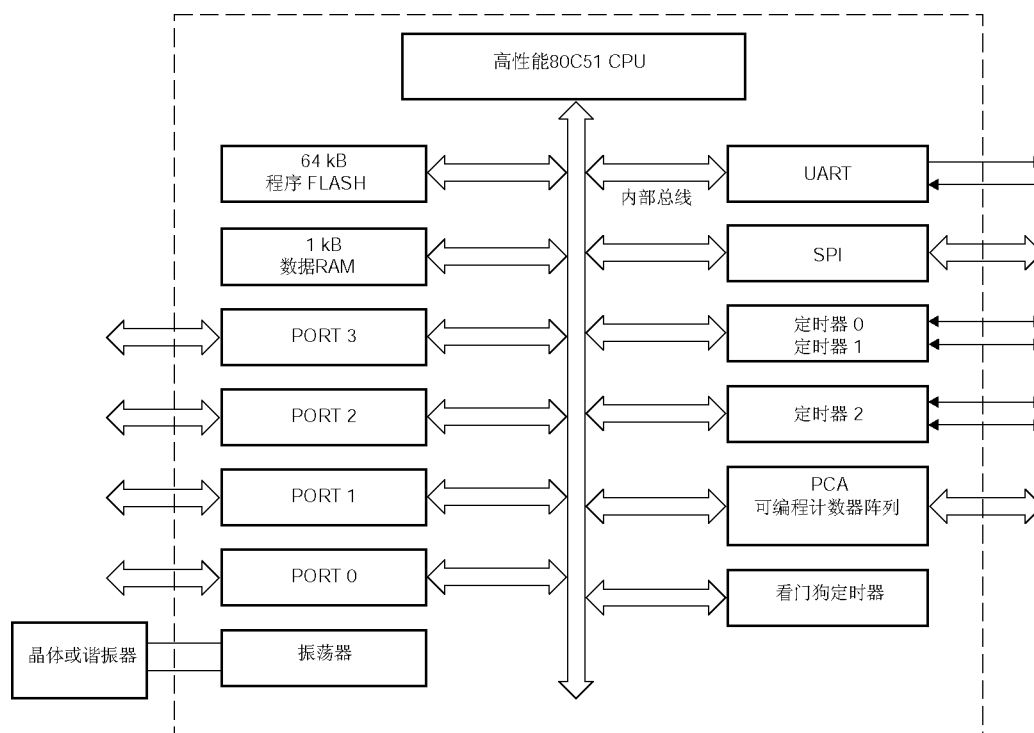 高性能80C51 CPU
64 kB
程序 FLASH
UART
内部总线
1 kB
数据RAM
SPI
PORT 3
定时器 0
定时器 1
PORT 2
定时器 2
PORT 1
PCA
可编程计数器阵列
PORT 0
看门狗定时器
晶体或谐振器
振荡器